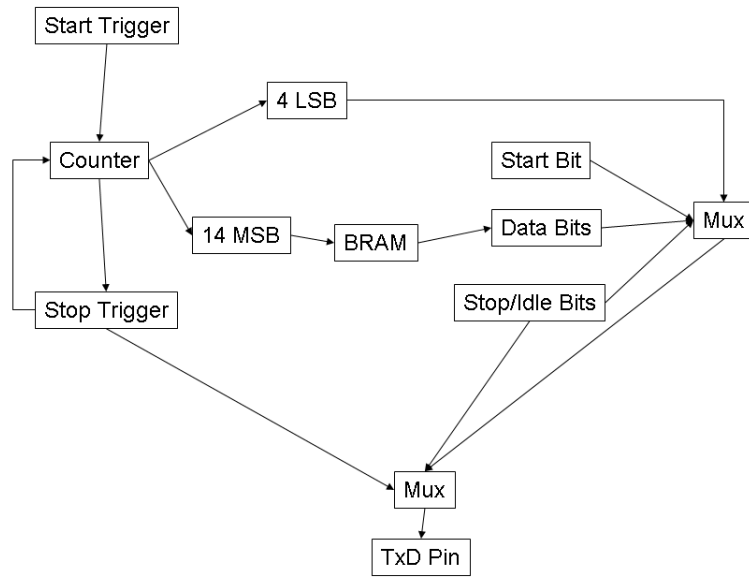 Start Trigger
4 LSB
Counter
Start Bit
14 MSB
BRAM
Data Bits
Mux
Stop/Idle Bits
Stop Trigger
Mux
TxD Pin